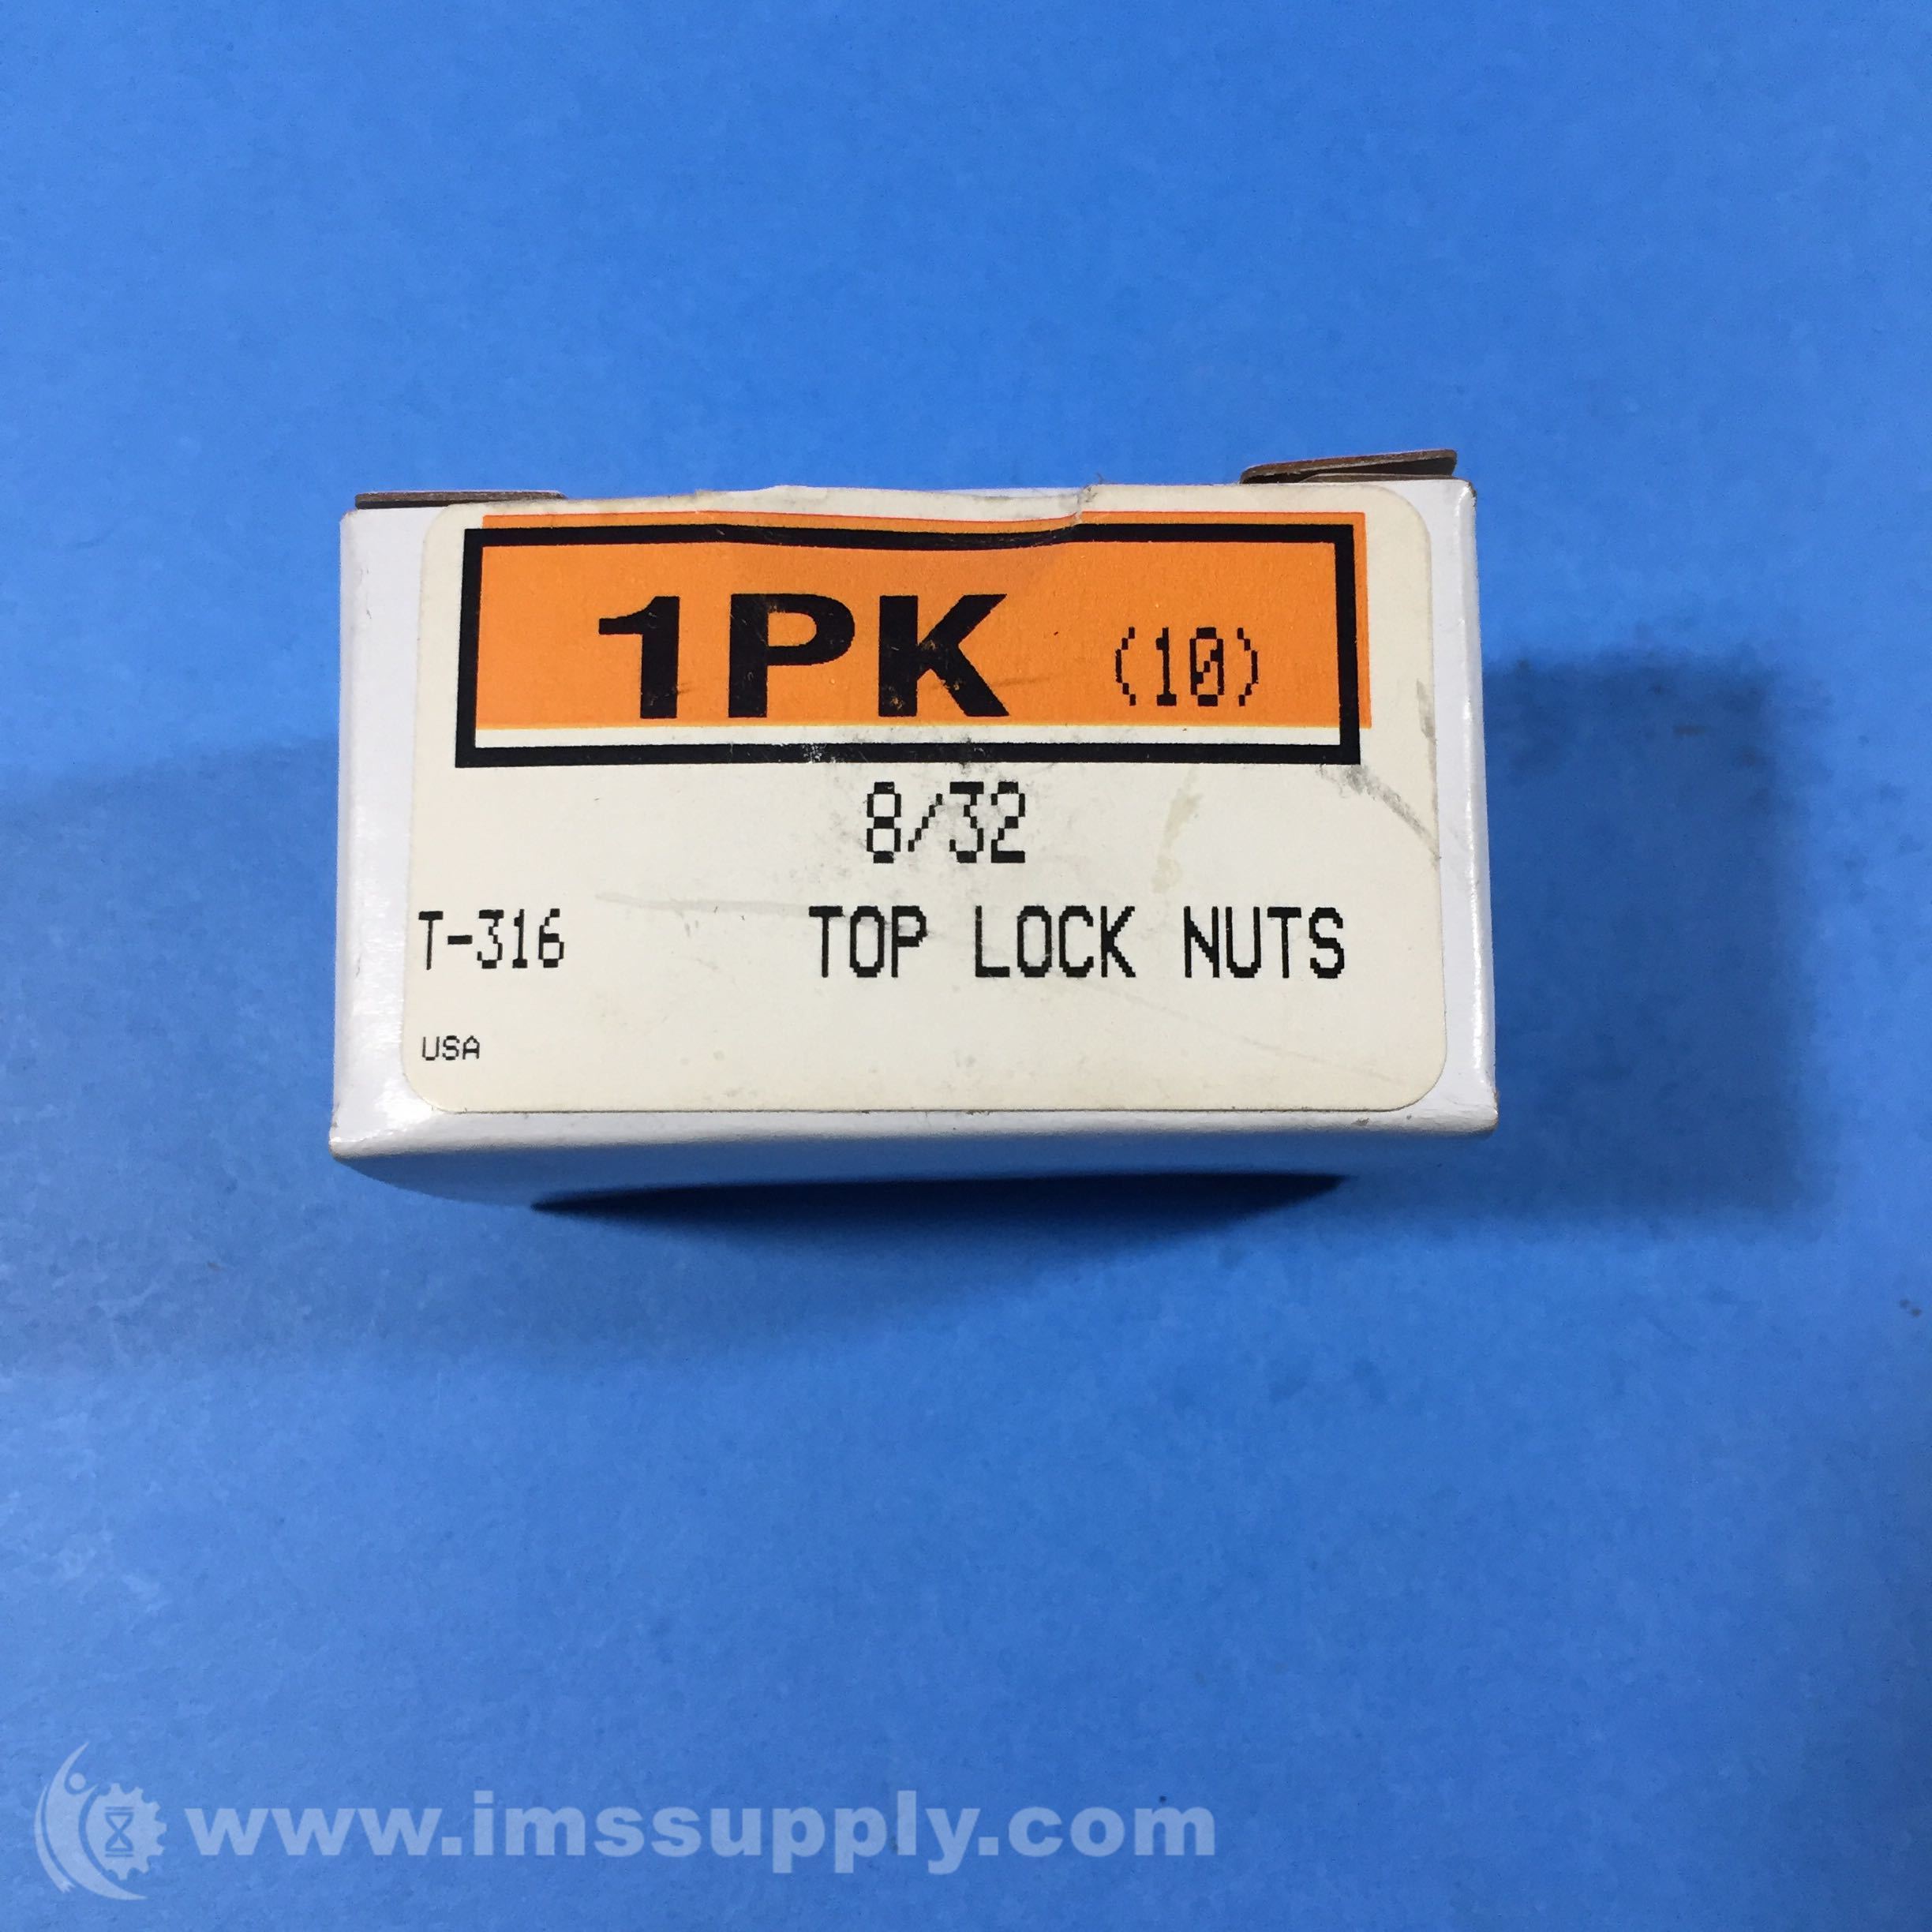 1PK (10)
8/32
T-316 TOP LOCK NUTS
USA
www.imssupply.com